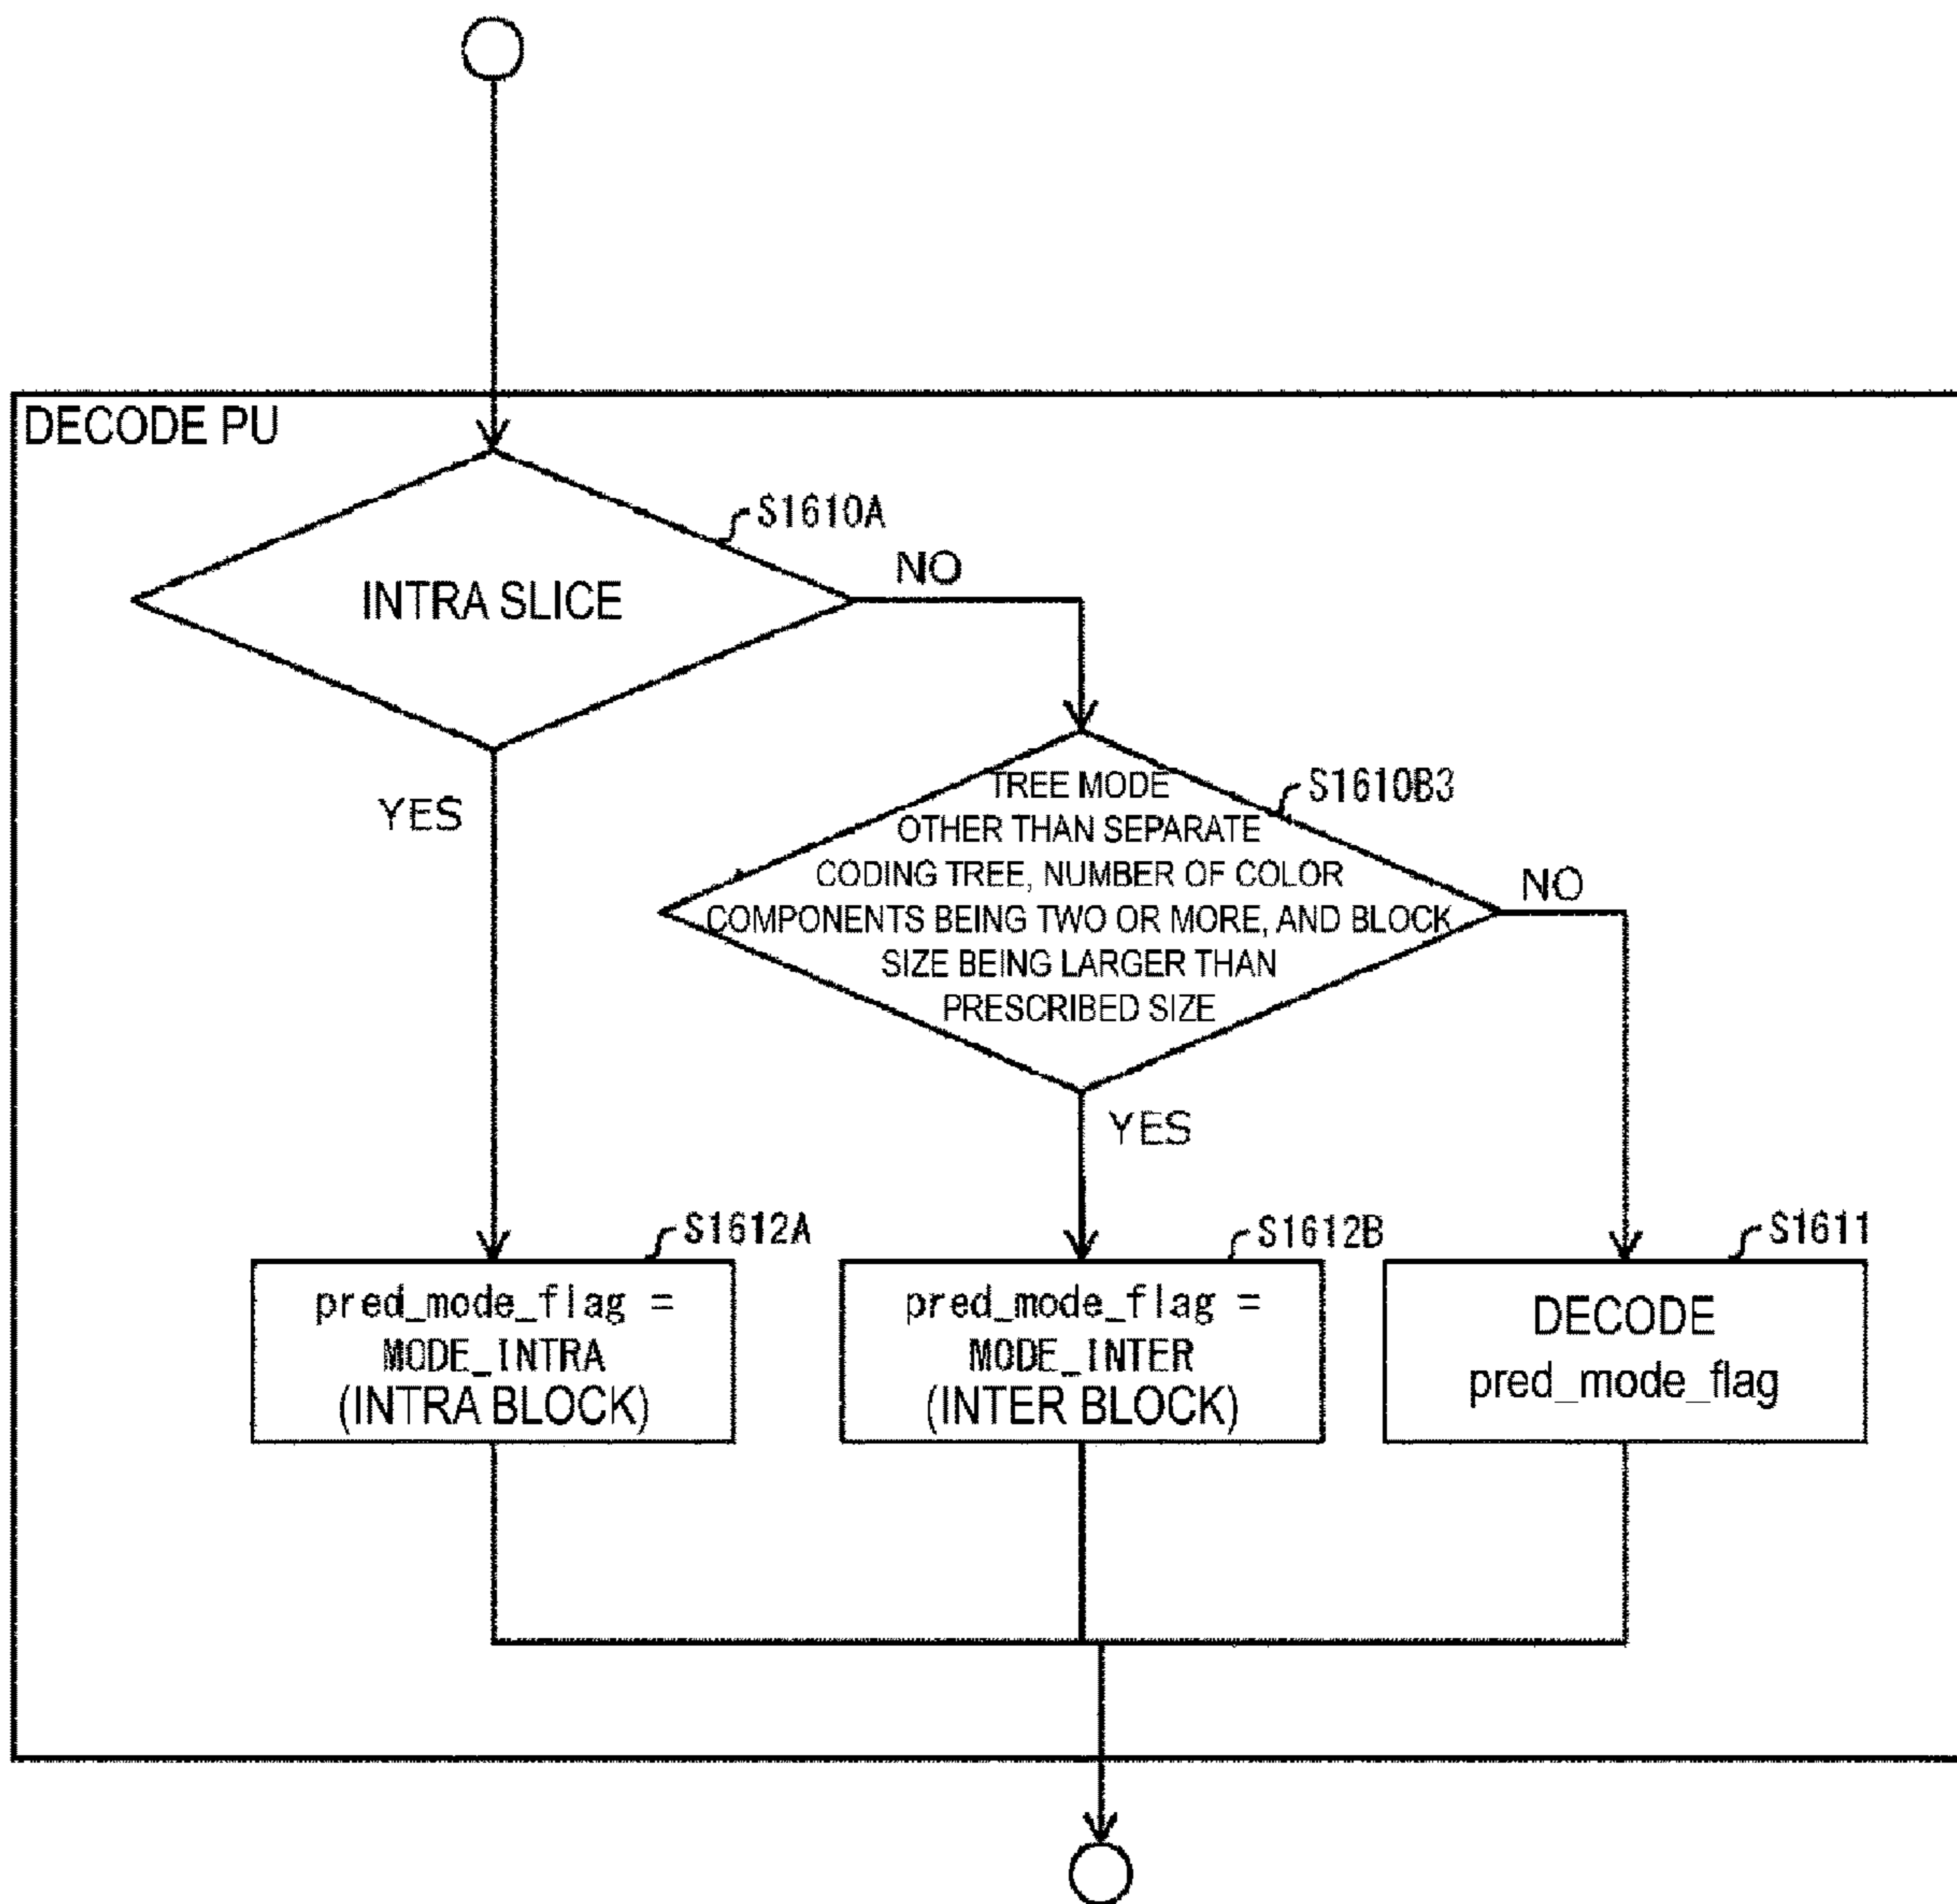 DECODE PU
S1610A
INTRA SLICE
NO
YES
S1610B3
TREE MODE
OTHER THAN SEPARATE
CODING TREE, NUMBER OF COLOR
COMPONENTS BEING TWO OR MORE, AND BLOCK
SIZE BEING LARGER THAN
PRESCRIBED SIZE
NO
YES
S1612A
pred_mode_flag =
MODE_INTRA
(INTRA BLOCK)
S1612B
pred_mode_flag =
MODE_INTER
(INTER BLOCK)
S1611
DECODE
pred_mode_flag